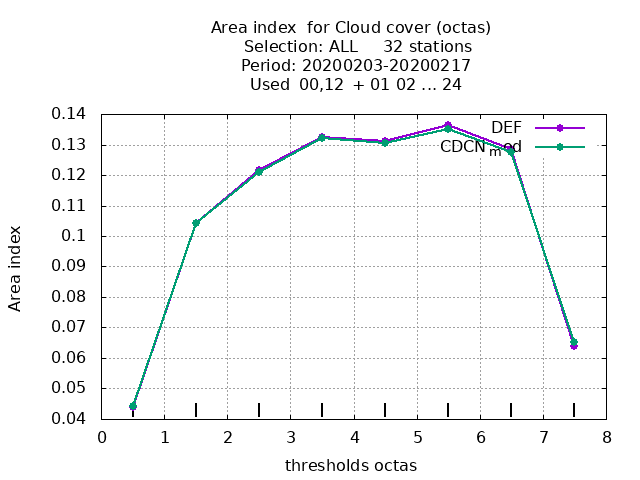 Area index  for Cloud cover (octas)
Selection: ALL     32 stations
Period: 20200203-20200217
Used  00,12  + 01 02 ... 24
0.14
DEF
0.13
CDCN_mod
0.12
0.11
0.1
Area index
0.09
0.08
0.07
0.06
0.05
0.04
0 1 2 3 4 5 6 7 8
thresholds octas